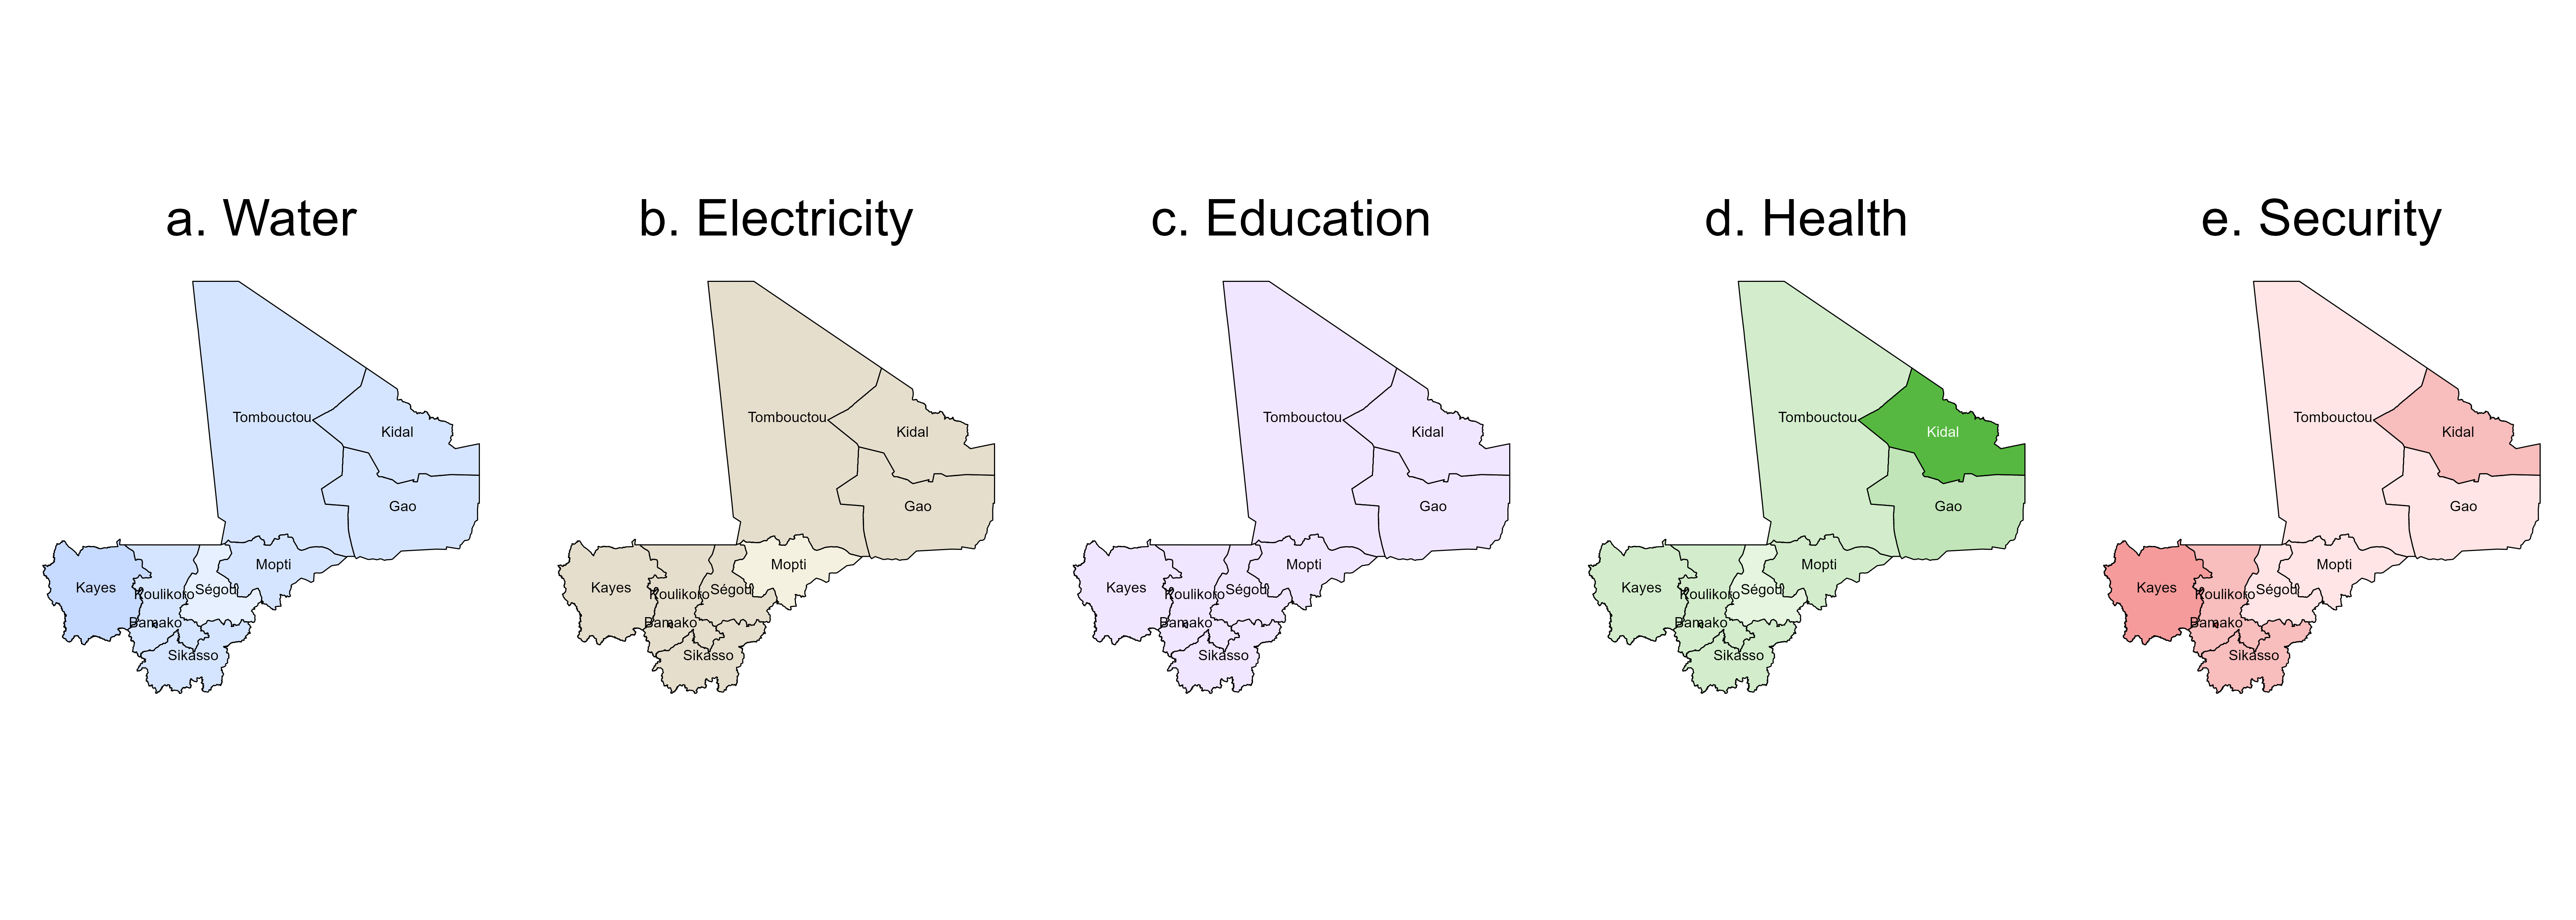 a. Water
b. Electricity
c. Education
d. Health
e. Security
Tombouctou
Kidal
Gao
Mopti
Kayes
Koulikoro
Ségou
Bamako
Sikasso
Tombouctou
Kidal
Gao
Mopti
Kayes
Koulikoro
Ségou
Bamako
Sikasso
Tombouctou
Kidal
Gao
Mopti
Kayes
Koulikoro
Ségou
Bamako
Sikasso
Tombouctou
Kidal
Gao
Mopti
Kayes
Koulikoro
Ségou
Bamako
Sikasso
Tombouctou
Kidal
Gao
Mopti
Kayes
Koulikoro
Ségou
Bamako
Sikasso